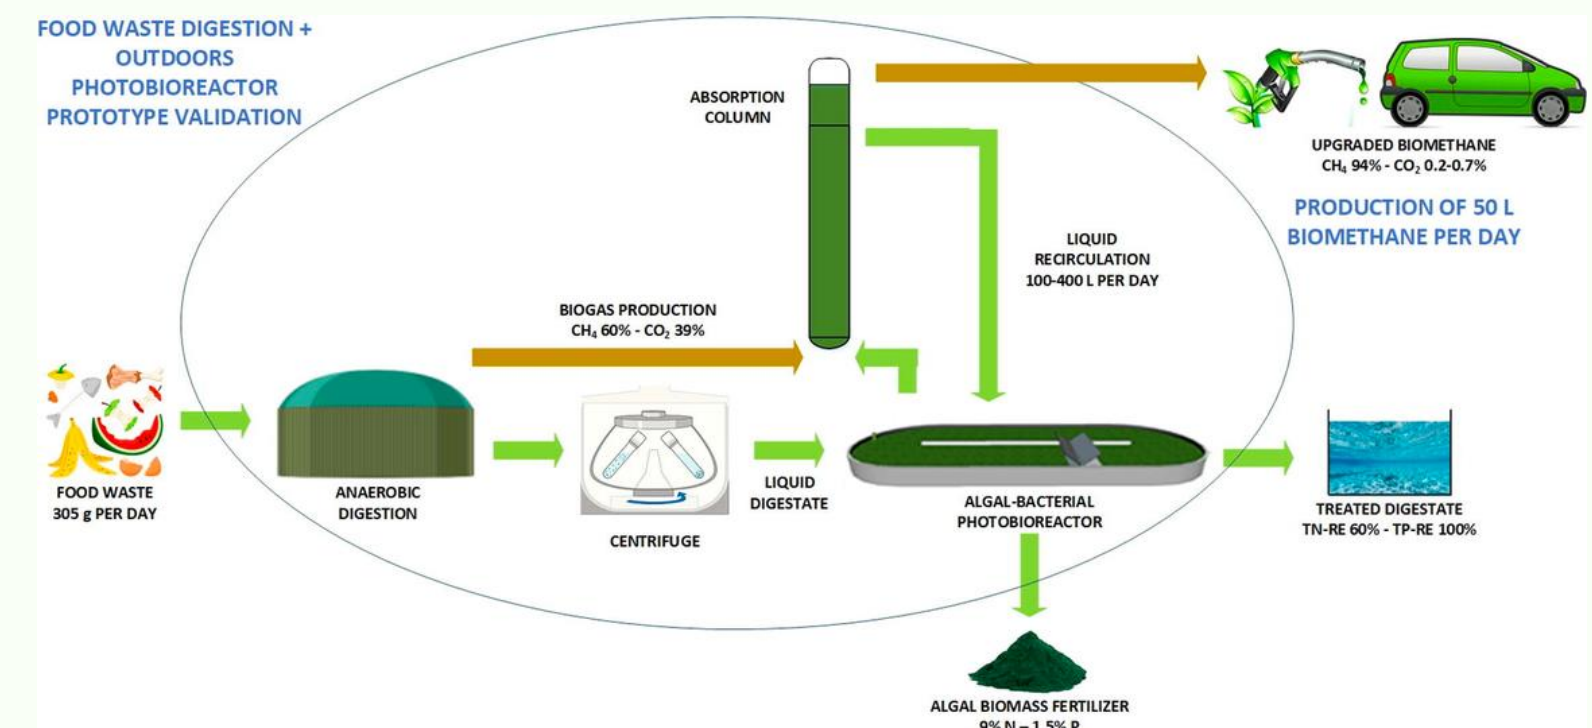 FOOD WASTE DIGESTION +
OUTDOORS
PHOTOBIOREACTOR
PROTOTYPE VALIDATION
ABSORPTION
COLUMN
UPGRADED BIOMETHANE
CH₄ 94% - CO₂ 0.2-0.7%
PRODUCTION OF 50 L
BIOMETHANE PER DAY
LIQUID
RECIRCULATION
100-400 L PER DAY
BIOGAS PRODUCTION
CH₄ 60% - CO₂ 39%
FOOD WASTE
305 g PER DAY
ANAEROBIC
DIGESTION
CENTRIFUGE
LIQUID
DIGESTATE
ALGAL-BACTERIAL
PHOTOBIOREACTOR
TREATED DIGESTATE
TN-RE 60% - TP-RE 100%
ALGAL BIOMASS FERTILIZER
9% N – 1.5% P